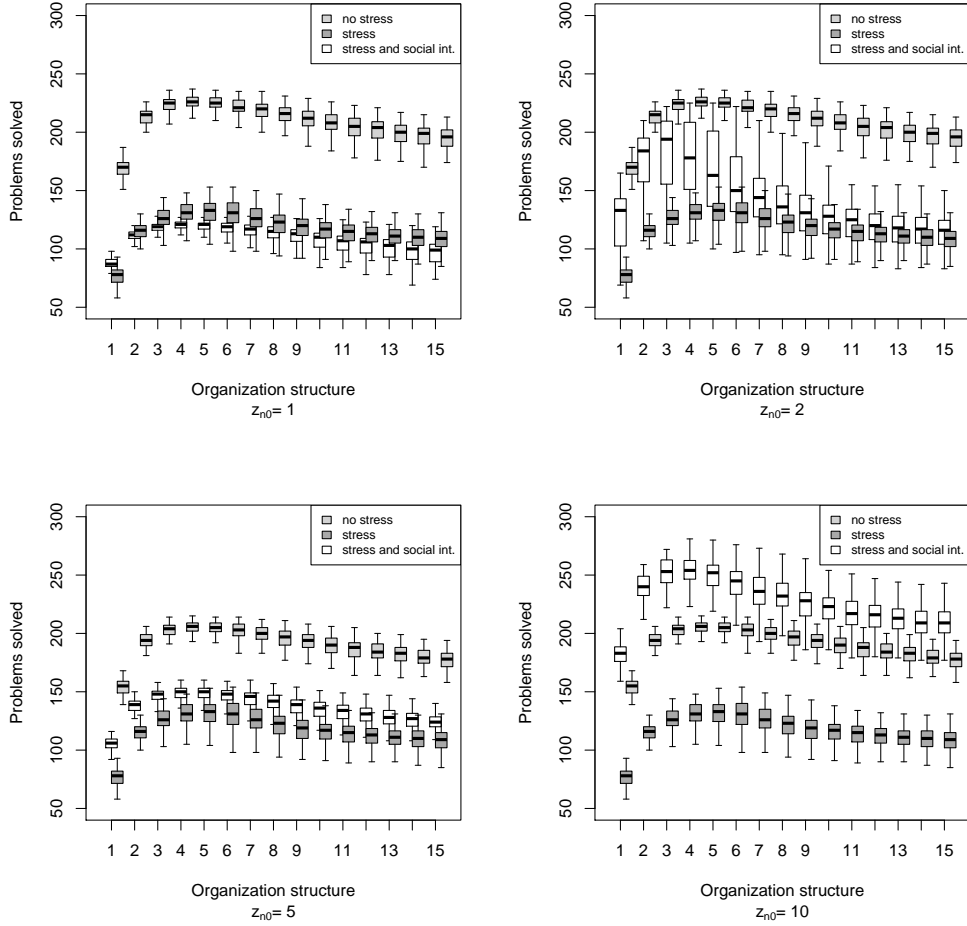 no stress
stress
stress and social int.
Problems solved
300
250
200
150
100
50
1 2 3 4 5 6 7 8 9 11 13 15
Organization structure
zn0= 1
no stress
stress
stress and social int.
Problems solved
300
250
200
150
100
50
1 2 3 4 5 6 7 8 9 11 13 15
Organization structure
zn0= 2
no stress
stress
stress and social int.
Problems solved
300
250
200
150
100
50
1 2 3 4 5 6 7 8 9 11 13 15
Organization structure
zn0= 5
no stress
stress
stress and social int.
Problems solved
300
250
200
150
100
50
1 2 3 4 5 6 7 8 9 11 13 15
Organization structure
zn0= 10